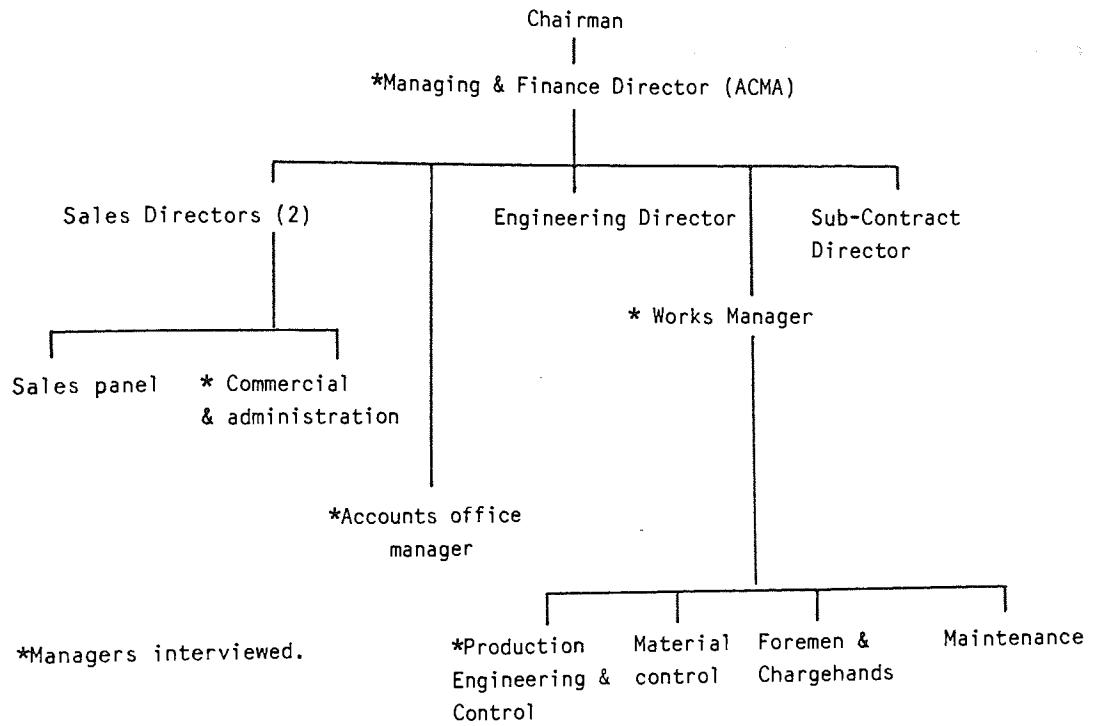 Chairman
*Managing & Finance Director (ACMA)
Sales Directors (2)
Engineering Director
Sub-Contract
Director
* Works Manager
Sales panel
* Commercial
& administration
*Accounts office
manager
*Production
Engineering &
Control
Material
control
Foremen &
Chargehands
Maintenance
*Managers interviewed.